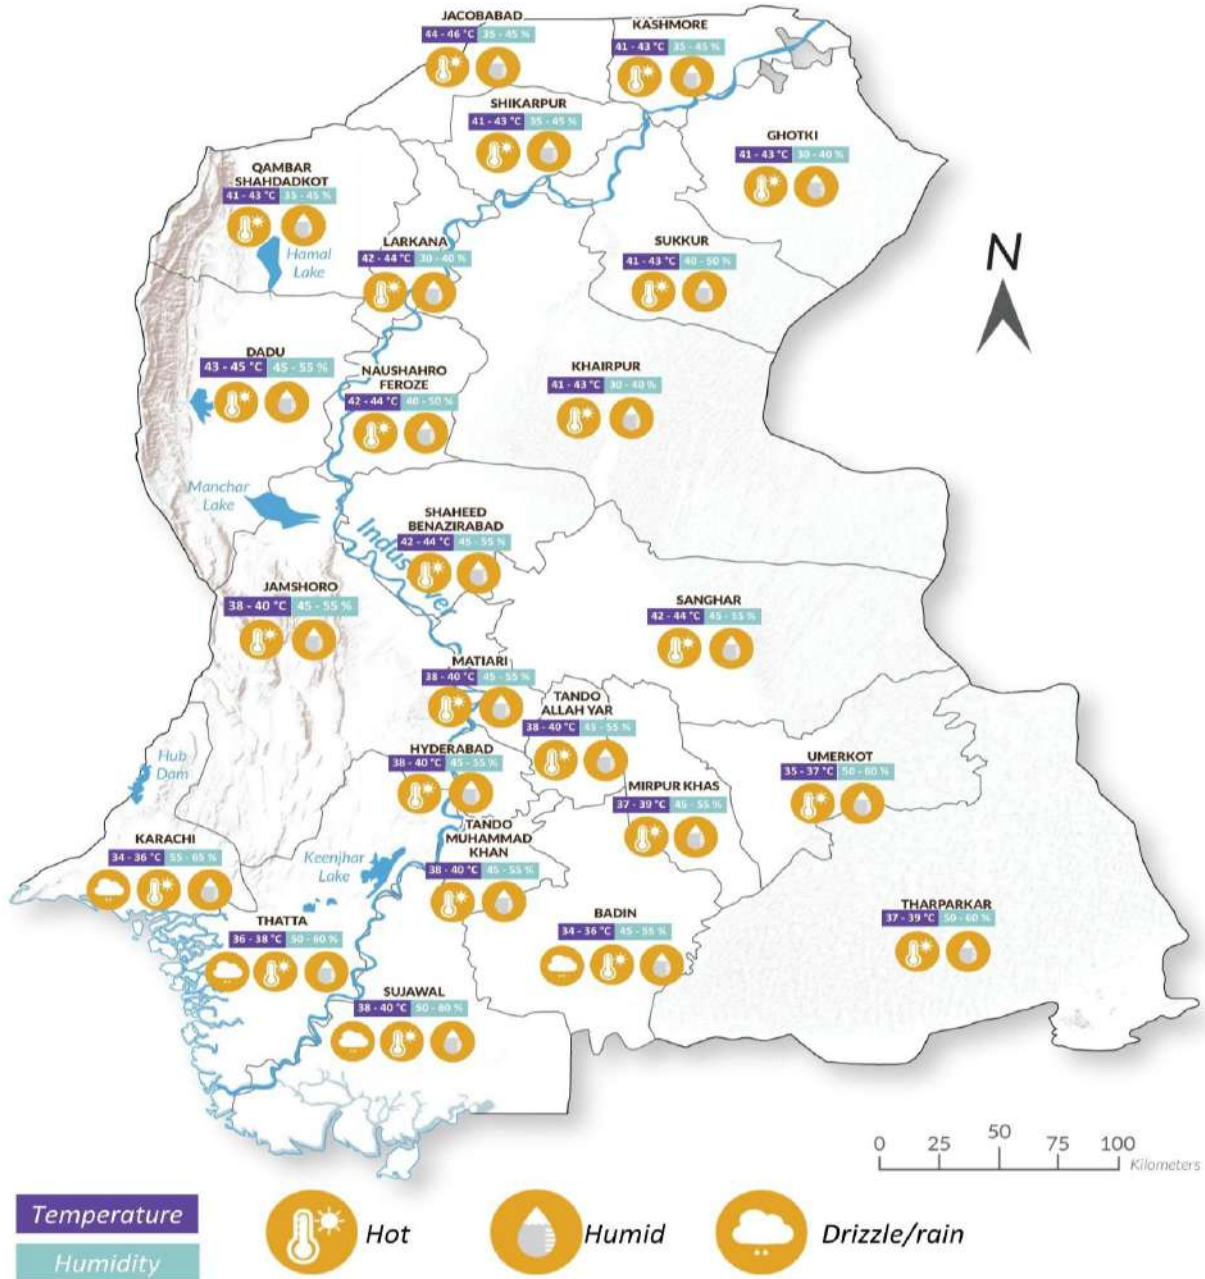 JACOBABAD
44 - 46 °C 35 - 45 %
KASHMORE
41 - 43 °C 35 - 45 %
SHIKARPUR
41 - 43 °C 35 - 45 %
GHOTKI
41 - 43 °C 30 - 40 %
QAMBAR
SHAHDADKOT
41 - 43 °C 35 - 45 %
Hamal
Lake
LARKANA
42 - 44 °C 30 - 40 %
SUKKUR
41 - 43 °C 40 - 50 %
N
DADU
43 - 45 °C 45 - 55 %
NAUSHAHRO
FEROZE
42 - 44 °C 40 - 50 %
KHAIRPUR
41 - 43 °C 30 - 40 %
Manchar
Lake
SHAHEED
BENAZIRABAD
42 - 44 °C 45 - 55 %
Indus
JAMSHORO
38 - 40 °C 45 - 55 %
SANGHAR
42 - 44 °C 45 - 55 %
MATIARI
38 - 40 °C 45 - 55 %
TANDO
ALLAH YAR
38 - 40 °C 45 - 55 %
HYDERABAD
38 - 40 °C 45 - 55 %
UMERKOT
35 - 37 °C 50 - 60 %
Hub
Dam
MIRPUR KHAS
37 - 39 °C 45 - 55 %
KARACHI
34 - 36 °C 55 - 65 %
Keenjhar
Lake
TANDO
MUHAMMAD
KHAN
38 - 40 °C 45 - 55 %
THATTA
36 - 38 °C 50 - 60 %
BADIN
34 - 36 °C 45 - 55 %
THARPARKAR
37 - 39 °C 50 - 60 %
SUJAWAL
38 - 40 °C 50 - 60 %
0 25 50 75 100
Kilometers
Temperature
Humidity
Hot
Humid
Drizzle/rain